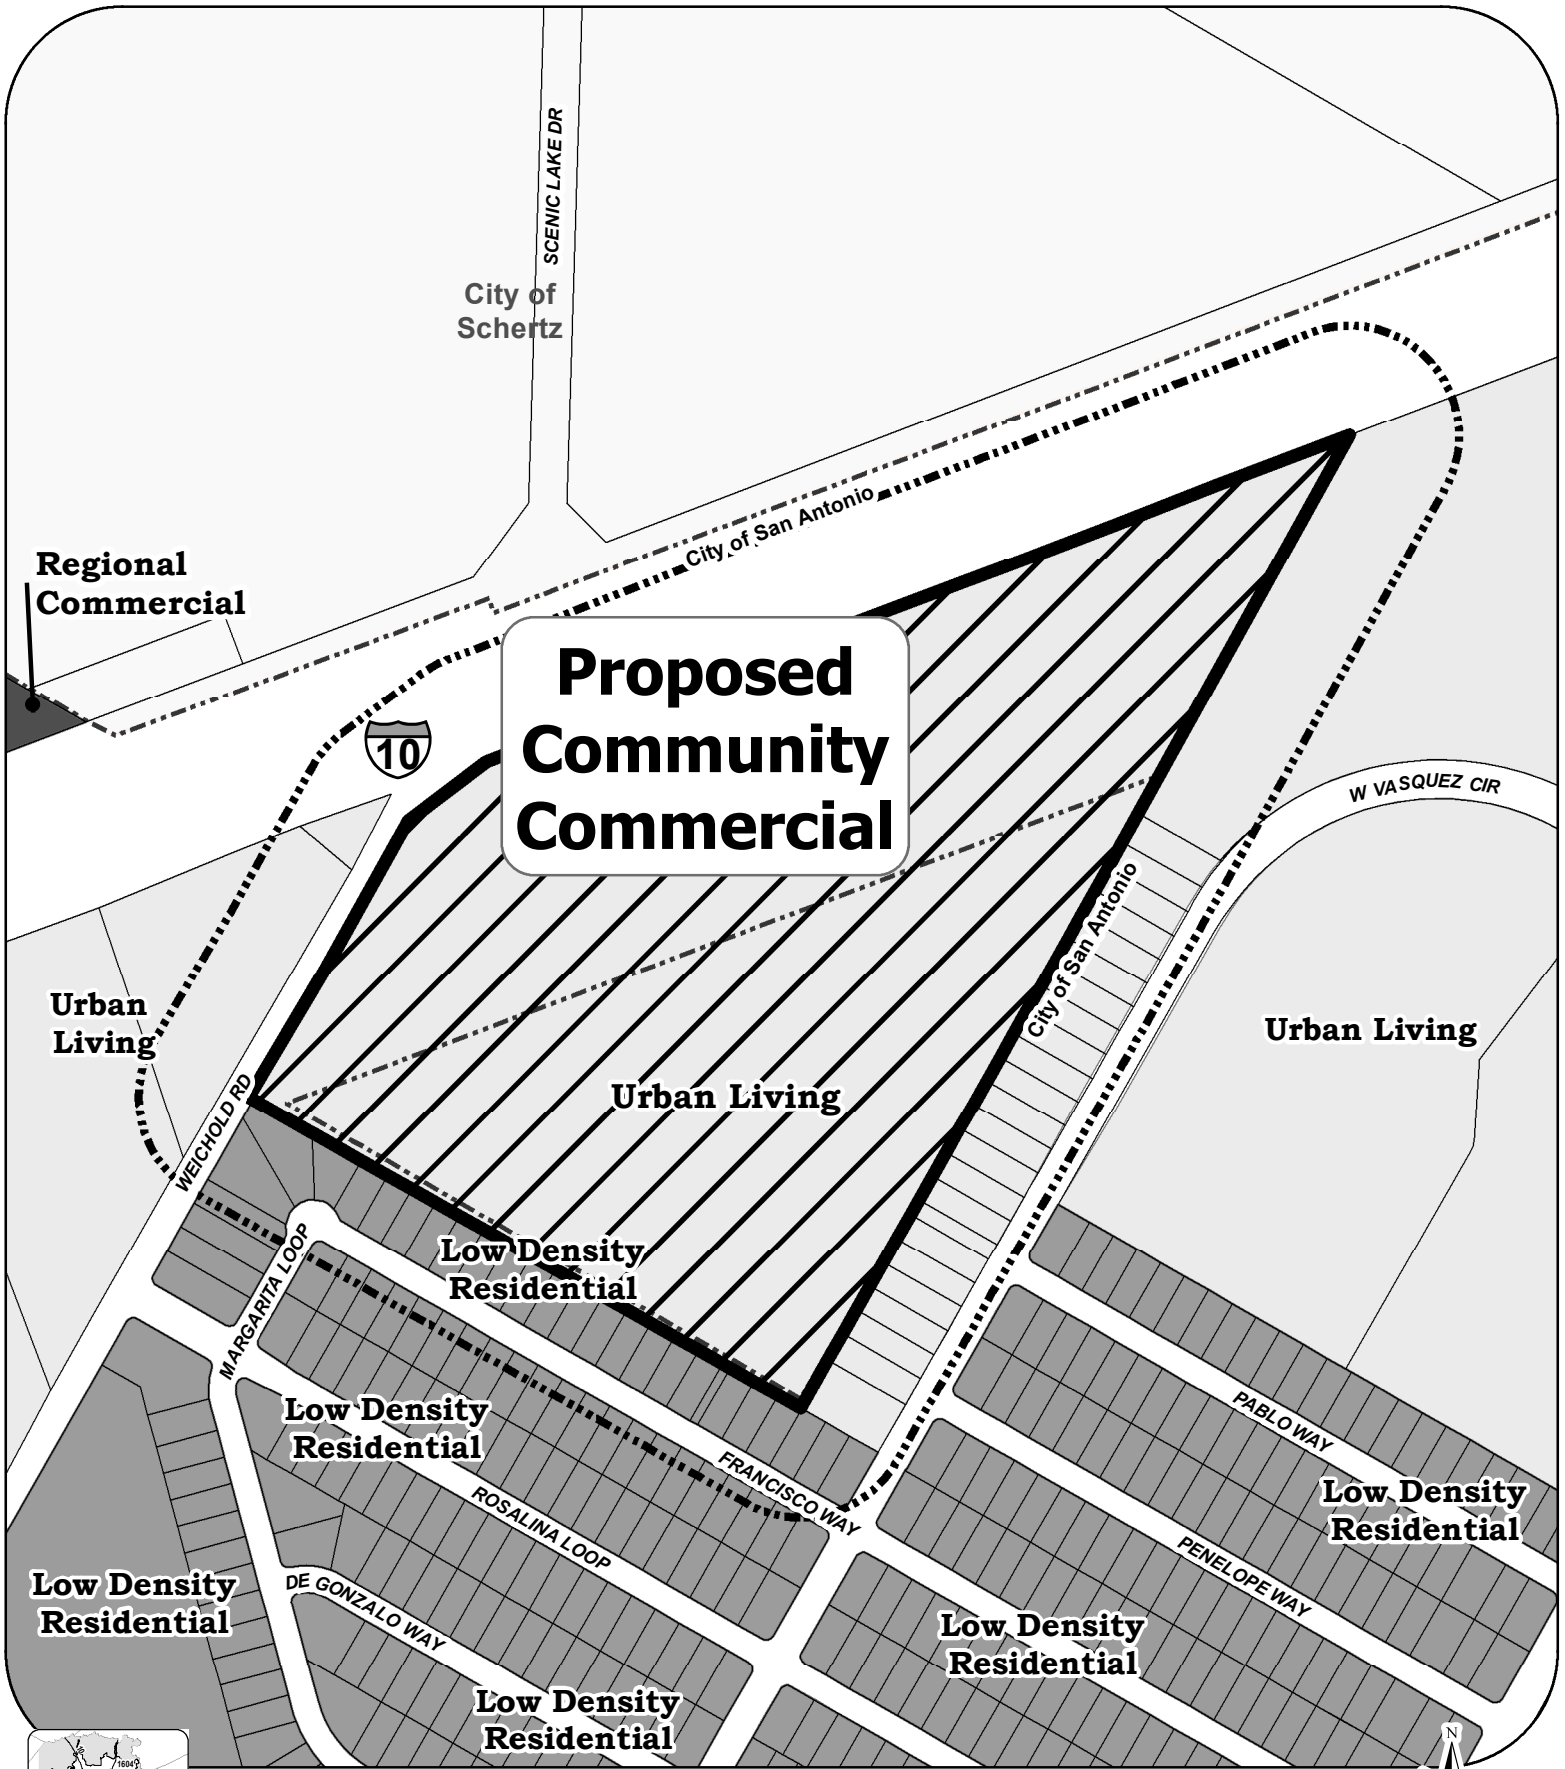 SCENIC LAKE DR
City of
Schertz
City of San Antonio
Regional
Commercial
10
Proposed
Community
Commercial
W VASQUEZ CIR
City of San Antonio
Urban
Living
Urban Living
Urban Living
WEICHOLD RD
MARGARITA LOOP
Low Density
Residential
Low Density
Residential
FRANCISCO WAY
PABLO WAY
ROSALINA LOOP
Low Density
Residential
PENELOPE WAY
Low Density
Residential
DE GONZALO WAY
Low Density
Residential
Low Density
Residential
1604
N